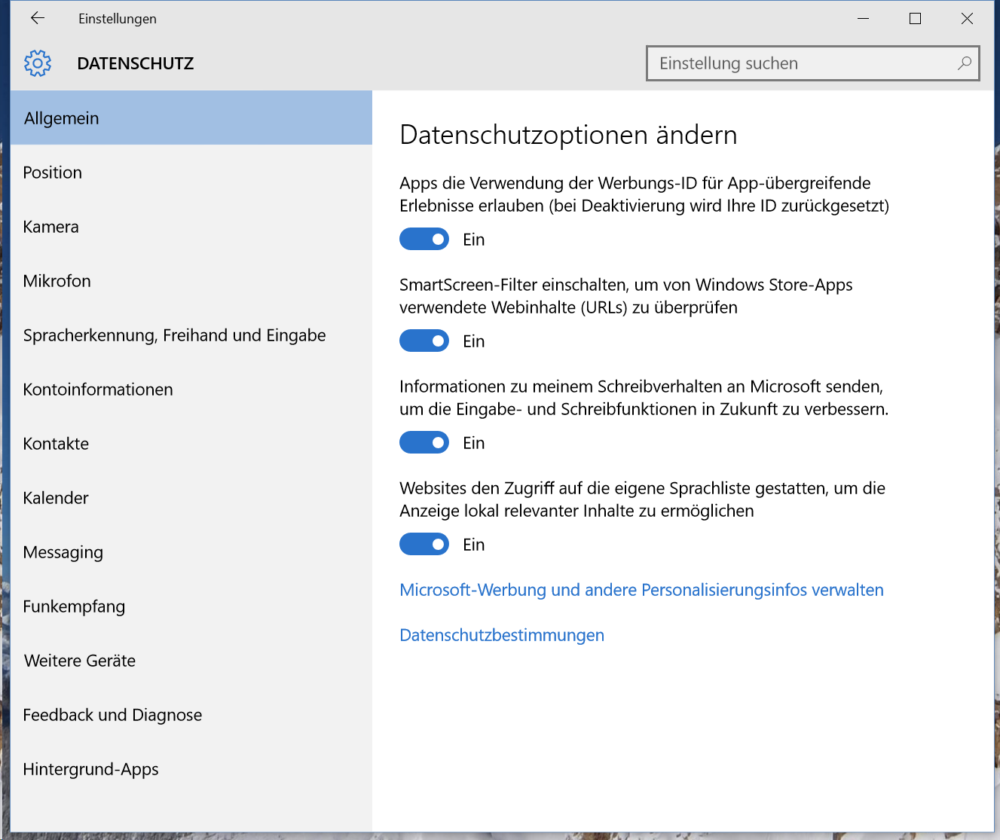 Einstellungen
DATENSCHUTZ
Einstellung suchen
Allgemein
Position
Kamera
Mikrofon
Spracherkennung, Freihand und Eingabe
Kontoinformationen
Kontakte
Kalender
Messaging
Funkempfang
Weitere Geräte
Feedback und Diagnose
Hintergrund-Apps
Datenschutzoptionen ändern
Apps die Verwendung der Werbungs-ID für App-übergreifende
Erlebnisse erlauben (bei Deaktivierung wird Ihre ID zurückgesetzt)
Ein
SmartScreen-Filter einschalten, um von Windows Store-Apps
verwendete Webinhalte (URLs) zu überprüfen
Ein
Informationen zu meinem Schreibverhalten an Microsoft senden,
um die Eingabe- und Schreibfunktionen in Zukunft zu verbessern.
Ein
Websites den Zugriff auf die eigene Sprachliste gestatten, um die
Anzeige lokal relevanter Inhalte zu ermöglichen
Ein
Microsoft-Werbung und andere Personalisierungsinfos verwalten
Datenschutzbestimmungen